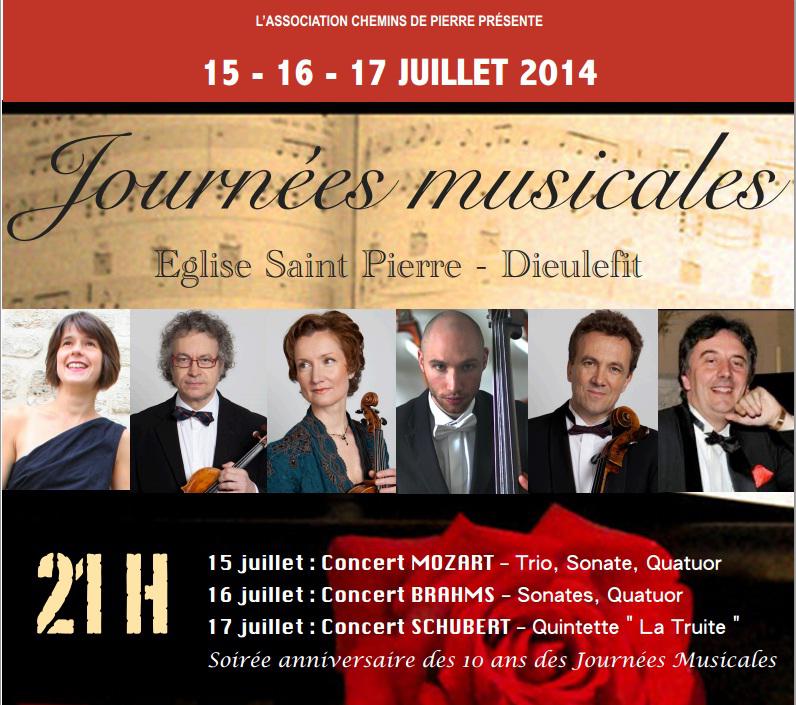 L'ASSOCIATION CHEMINS DE PIERRE PRÉSENTE
15 - 16 - 17 JUILLET 2014
Journées musicales
Eglise Saint Pierre - Dieulefit
21 H
15 juillet : Concert MOZART – Trio, Sonate, Quatuor
16 juillet : Concert BRAHMS – Sonates, Quatuor
17 juillet : Concert SCHUBERT – Quintette " La Truite "
Soirée anniversaire des 10 ans des Journées Musicales